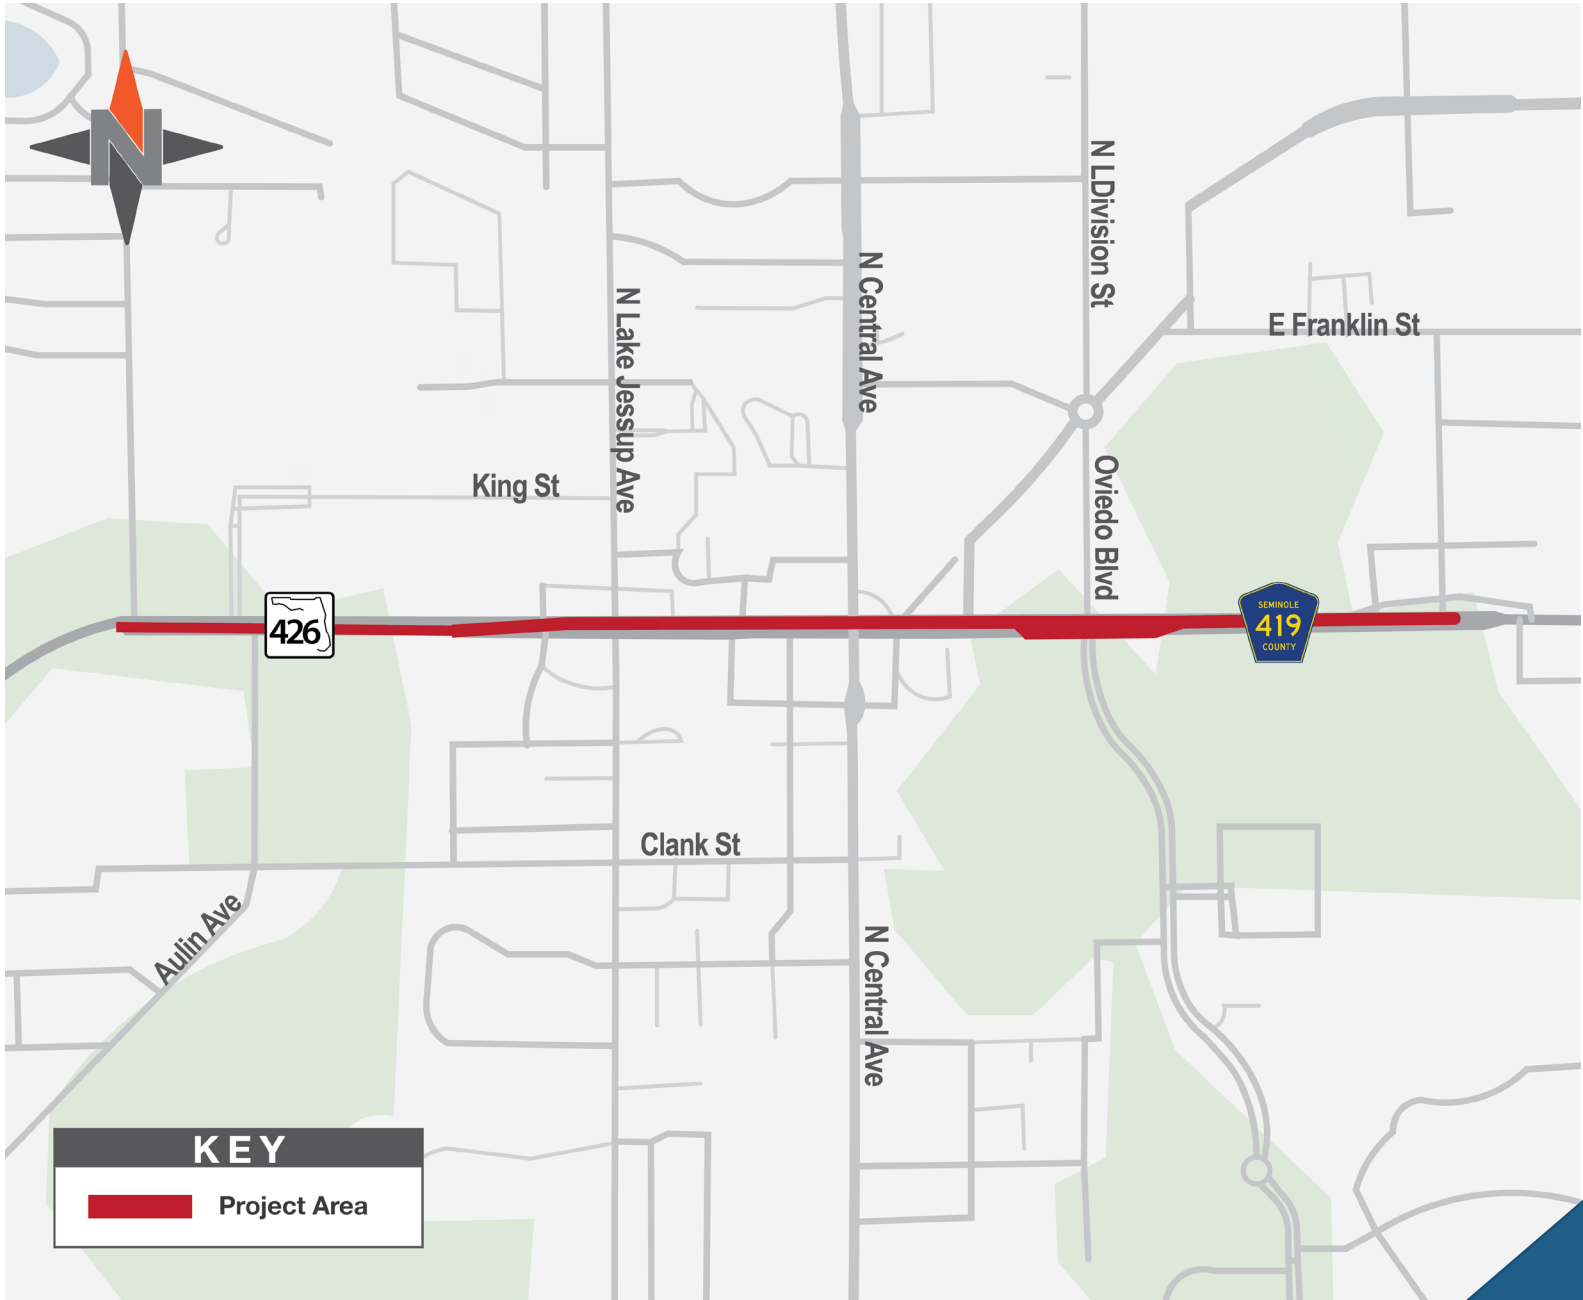 N
N LDivision St
N Central Ave
N Lake Jessup Ave
E Franklin St
King St
Oviedo Blvd
426
SEMINOLE
419
COUNTY
Clank St
Aulin Ave
N Central Ave
KEY
Project Area